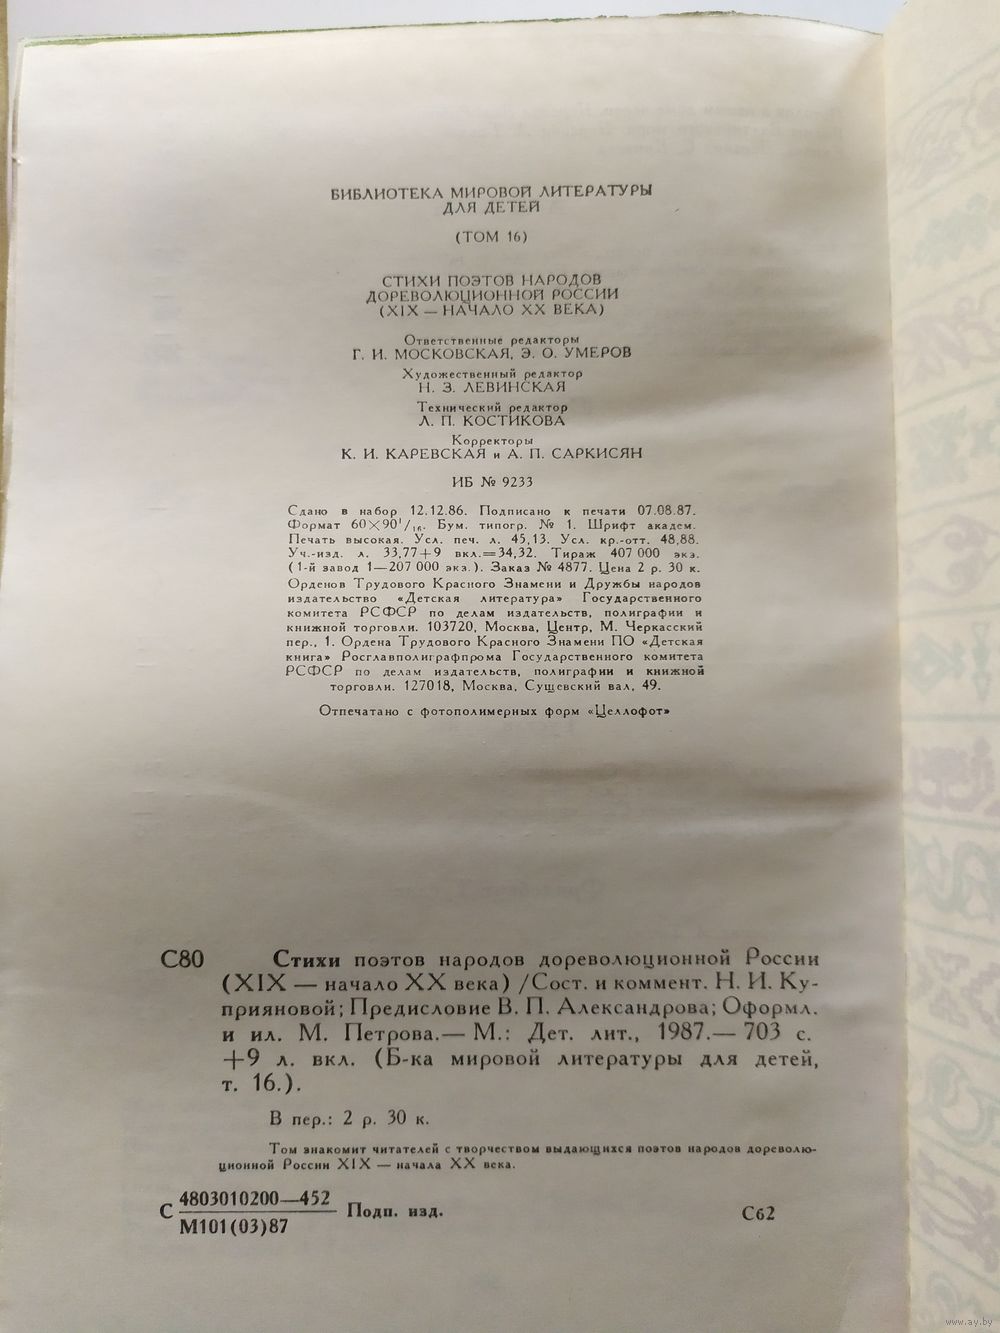 БИБЛИОТЕКА МИРОВОЙ ЛИТЕРАТУРЫ
ДЛЯ ДЕТЕЙ
(ТОМ 16)
СТИХИ ПОЭТОВ НАРОДОВ
ДОРЕВОЛЮЦИОННОЙ РОССИИ
(XIX — НАЧАЛО XX ВЕКА)
Ответственные редакторы
Г. И. МОСКОВСКАЯ, Э. О. УМЕРОВ
Художественный редактор
Н. З. ЛЕВИНСКАЯ
Технический редактор
Л. П. КОСТИКОВА
Корректоры
К. И. КАРЕВСКАЯ и А. П. САРКИСЯН
ИБ № 9233
Сдано в набор 12.12.86. Подписано к печати 07.08.87.
Формат 60×90¹/₁₆. Бум. типогр. № 1. Шрифт академ.
Печать высокая. Усл. печ. л. 45,13. Усл. кр.-отт. 48,88.
Уч.-изд. л. 33,77+9 вкл.=34,32. Тираж 407 000 экз.
(1-й завод 1—207 000 экз.). Заказ № 4877. Цена 2 р. 30 к.
Орденов Трудового Красного Знамени и Дружбы народов
издательство «Детская литература» Государственного
комитета РСФСР по делам издательств, полиграфии и
книжной торговли. 103720, Москва, Центр, М. Черкасский
пер., 1. Ордена Трудового Красного Знамени ПО «Детская
книга» Росглавполиграфпрома Государственного комитета
РСФСР по делам издательств, полиграфии и книжной
торговли. 127018, Москва, Сущевский вал, 49.
Отпечатано с фотополимерных форм «Целлофот»
С80 Стихи поэтов народов дореволюционной России
(XIX — начало XX века) /Сост. и коммент. Н. И. Ку-
прияновой; Предисловие В. П. Александрова; Оформл.
и ил. М. Петрова.— М.: Дет. лит., 1987.— 703 с.
+9 л. вкл. (Б-ка мировой литературы для детей,
т. 16.).
В пер.: 2 р. 30 к.
Том знакомит читателей с творчеством выдающихся поэтов народов дореволю-
ционной России XIX — начала XX века.
С 4803010200—452
М101(03)87
Подп. изд.
С62
www.ay.by